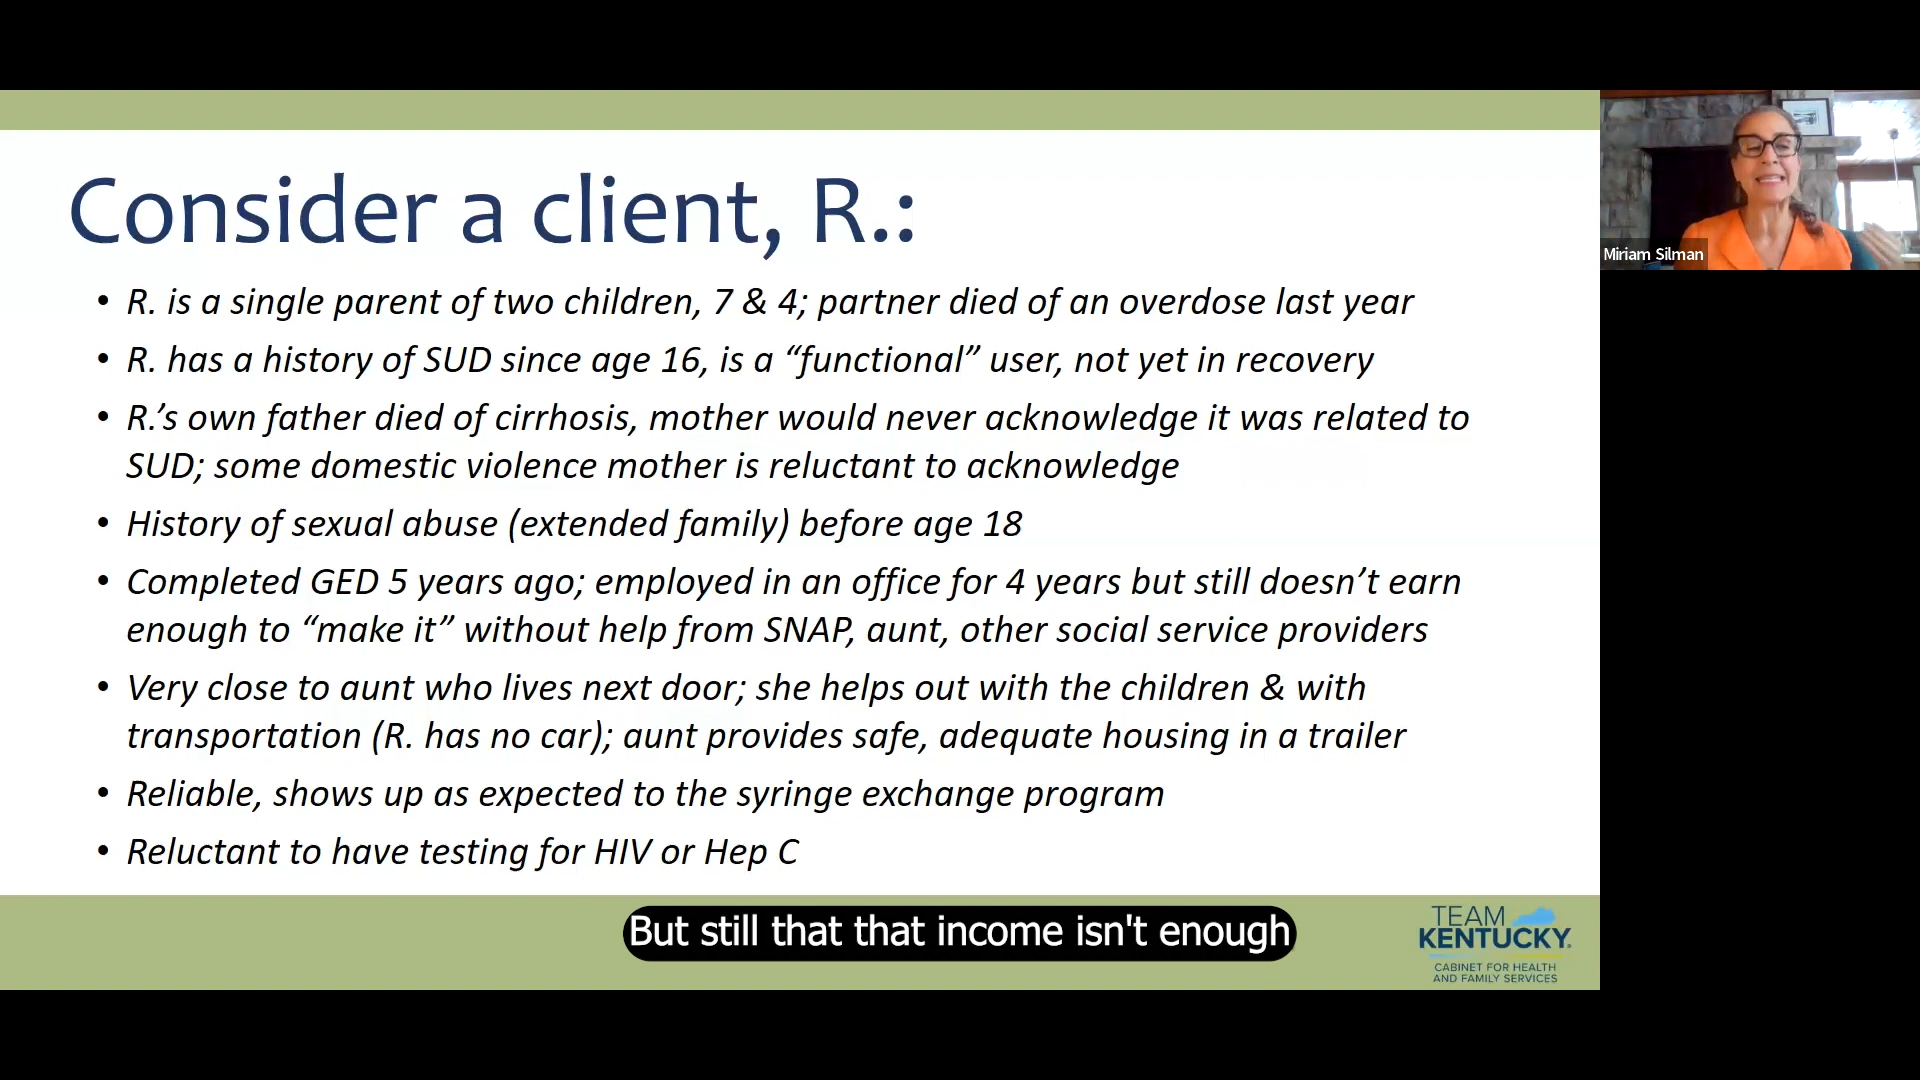 Consider a client, R.:
• R. is a single parent of two children, 7 & 4; partner died of an overdose last year
• R. has a history of SUD since age 16, is a “functional” user, not yet in recovery
• R.’s own father died of cirrhosis, mother would never acknowledge it was related to
SUD; some domestic violence mother is reluctant to acknowledge
• History of sexual abuse (extended family) before age 18
• Completed GED 5 years ago; employed in an office for 4 years but still doesn’t earn
enough to “make it” without help from SNAP, aunt, other social service providers
• Very close to aunt who lives next door; she helps out with the children & with
transportation (R. has no car); aunt provides safe, adequate housing in a trailer
• Reliable, shows up as expected to the syringe exchange program
• Reluctant to have testing for HIV or Hep C
Miriam Silman
But still that that income isn't enough
TEAM
KENTUCKY®
CABINET FOR HEALTH
AND FAMILY SERVICES